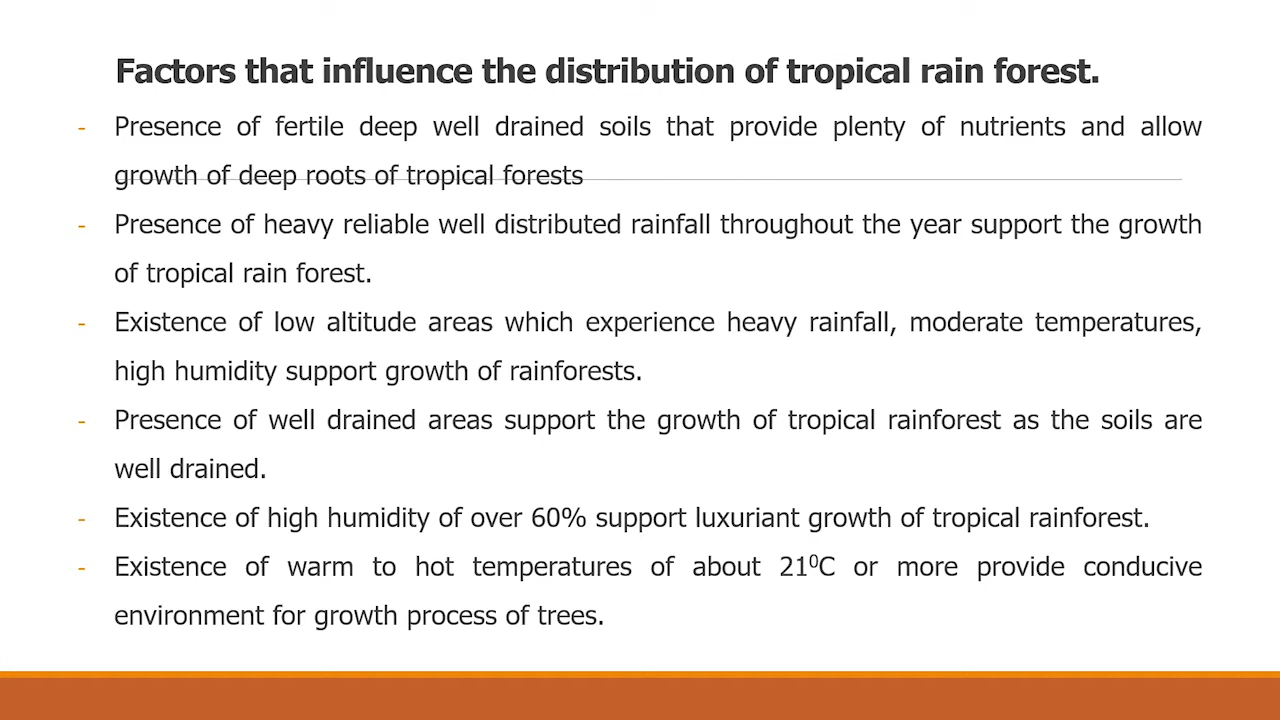 Factors that influence the distribution of tropical rain forest.
- Presence of fertile deep well drained soils that provide plenty of nutrients and allow
growth of deep roots of tropical forests
- Presence of heavy reliable well distributed rainfall throughout the year support the growth
of tropical rain forest.
- Existence of low altitude areas which experience heavy rainfall, moderate temperatures,
high humidity support growth of rainforests.
- Presence of well drained areas support the growth of tropical rainforest as the soils are
well drained.
- Existence of high humidity of over 60% support luxuriant growth of tropical rainforest.
- Existence of warm to hot temperatures of about 21⁰C or more provide conducive
environment for growth process of trees.